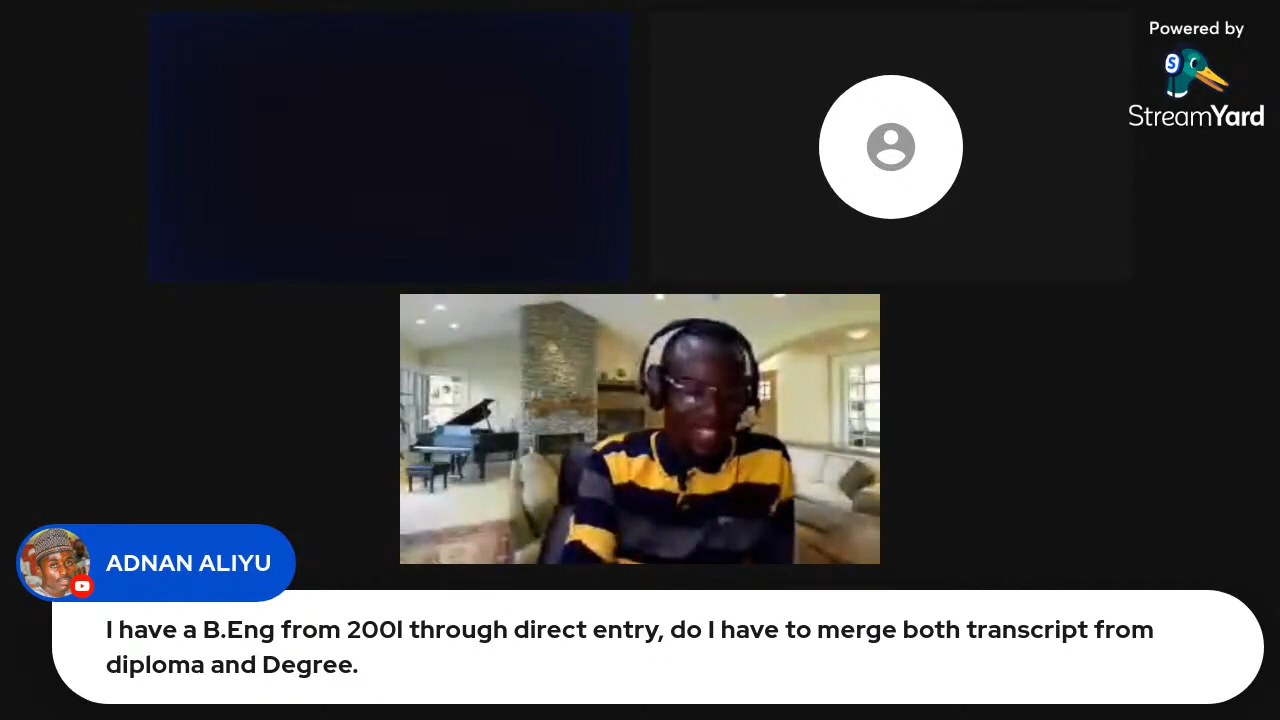 Powered by
StreamYard
ADNAN ALIYU
I have a B.Eng from 200l through direct entry, do I have to merge both transcript from
diploma and Degree.